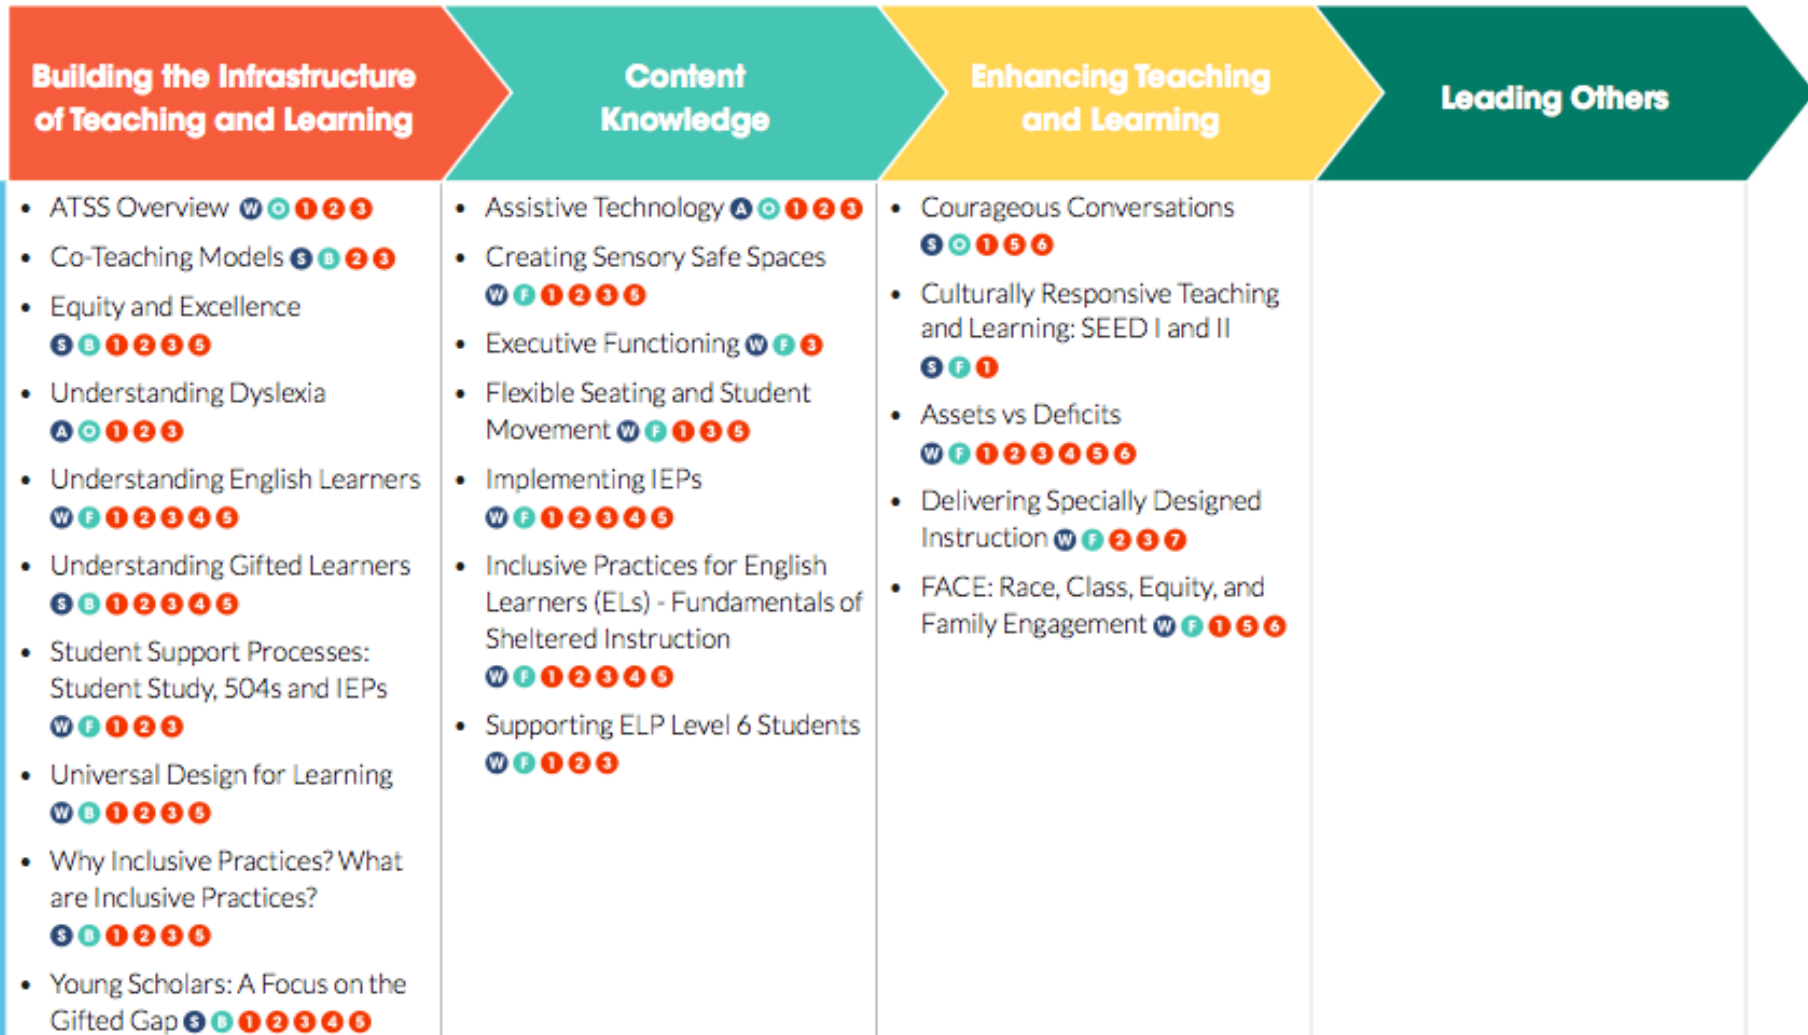 Building the Infrastructure
of Teaching and Learning
Content
Knowledge
Enhancing Teaching
and Learning
Leading Others
• ATSS Overview W O 1 2 3
• Co-Teaching Models S B 2 3
• Equity and Excellence
S B 1 2 3 5
• Understanding Dyslexia
A O 1 2 3
• Understanding English Learners
W F 1 2 3 4 5
• Understanding Gifted Learners
S B 1 2 3 4 5
• Student Support Processes:
Student Study, 504s and IEPs
W F 1 2 3
• Universal Design for Learning
W B 1 2 3 5
• Why Inclusive Practices? What
are Inclusive Practices?
S B 1 2 3 5
• Young Scholars: A Focus on the
Gifted Gap S B 1 2 3 4 5
• Assistive Technology A O 1 2 3
• Creating Sensory Safe Spaces
W F 1 2 3 5
• Executive Functioning W F 3
• Flexible Seating and Student
Movement W F 1 3 5
• Implementing IEPs
W F 1 2 3 4 5
• Inclusive Practices for English
Learners (ELs) - Fundamentals of
Sheltered Instruction
W F 1 2 3 4 5
• Supporting ELP Level 6 Students
W F 1 2 3
• Courageous Conversations
S O 1 5 6
• Culturally Responsive Teaching
and Learning: SEED I and II
S F 1
• Assets vs Deficits
W F 1 2 3 4 5 6
• Delivering Specially Designed
Instruction W F 2 3 7
• FACE: Race, Class, Equity, and
Family Engagement W F 1 5 6